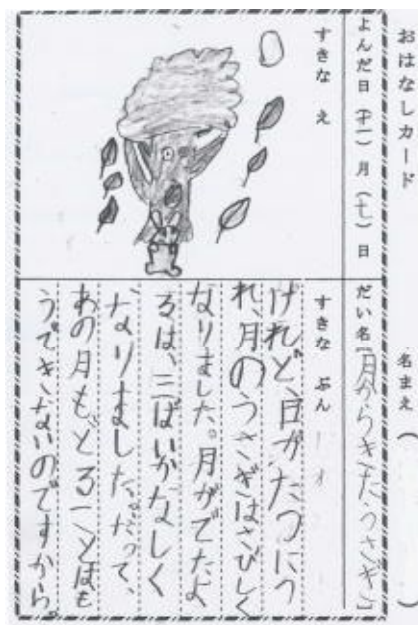 おはなしカード　名まえ（　）
よんだ日（十一）月（七）日　だい名［月からきたうさぎ］
すきな　え
すきな　ぶん
けれど、日がたつにつ
れ、月のうさぎはさびしく
なりました。月がでたよ
るは、三ばいかなしく
なりました。だって、
あの月もどることはも
うできないのですから。